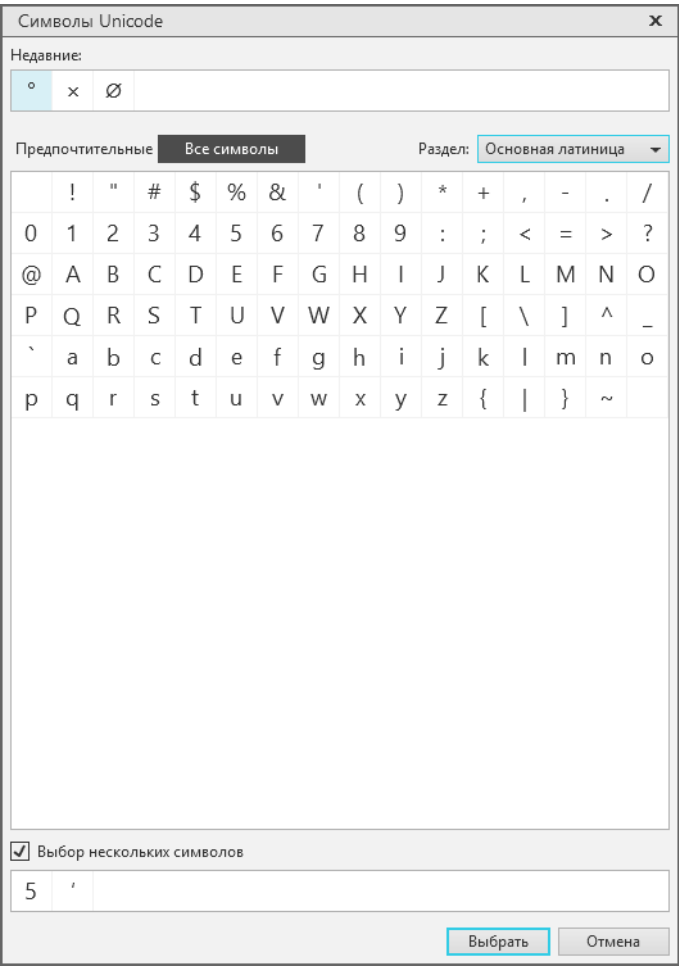 Символы Unicode x
Недавние:
° × Ø
Предпочтительные Все символы Раздел: Основная латиница
! " # $ % & ' ( ) * + , - . /
0 1 2 3 4 5 6 7 8 9 : ; < = > ?
@ A B C D E F G H I J K L M N O
P Q R S T U V W X Y Z [ \ ] ^ _
` a b c d e f g h i j k l m n o
p q r s t u v w x y z { | } ~
Выбор нескольких символов
5 ′
Выбрать Отмена